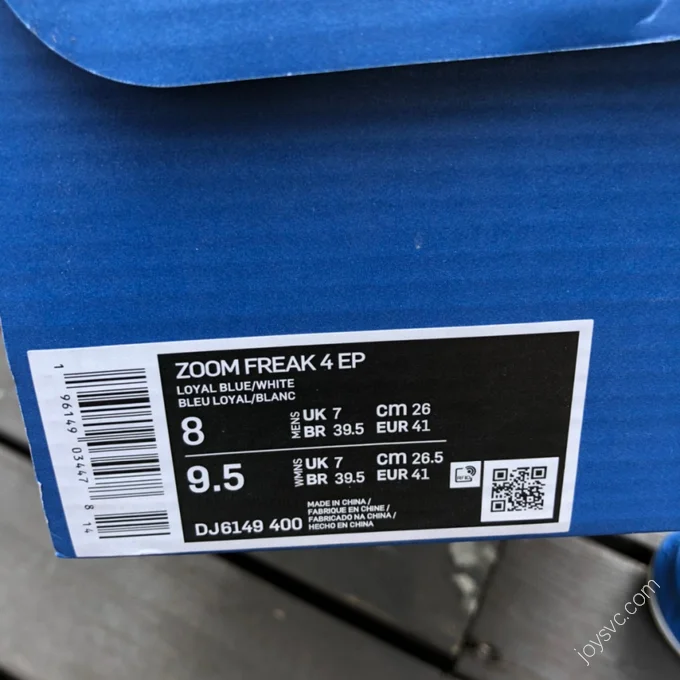 ZOOM FREAK 4 EP
LOYAL BLUE/WHITE
BLEU LOYAL/BLANC
8 MENS UK 7 cm 26
BR 39.5 EUR 41
9.5 WMNS UK 7 cm 26.5
BR 39.5 EUR 41
DJ6149 400
MADE IN CHINA /
FABRIQUE EN CHINE /
FABRICADO NA CHINA /
HECHO EN CHINA
1 96149 03447 8 14
joysvc.com